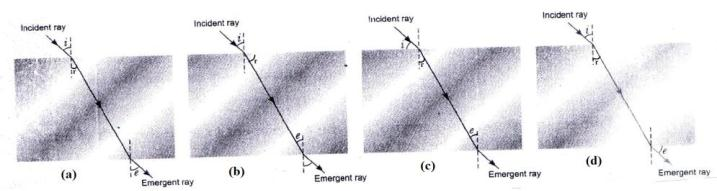 Incident ray
i
r
e
(a)
Emergent ray
Incident ray
i
r
e
(b)
Emergent ray
Incident ray
i
r
e
(c)
Emergent ray
Incident ray
i
r
e
(d)
Emergent ray